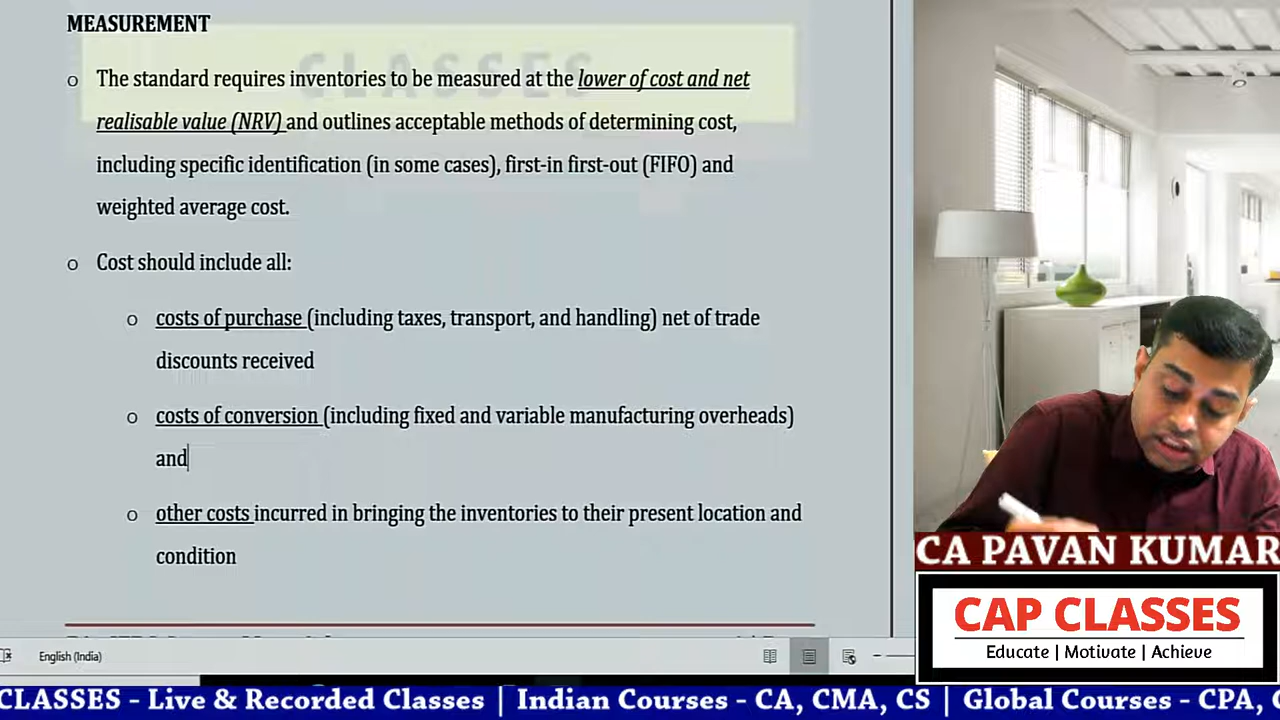 MEASUREMENT
CLASSES
o The standard requires inventories to be measured at the lower of cost and net
realisable value (NRV) and outlines acceptable methods of determining cost,
including specific identification (in some cases), first-in first-out (FIFO) and
weighted average cost.
o Cost should include all:
o costs of purchase (including taxes, transport, and handling) net of trade
discounts received
o costs of conversion (including fixed and variable manufacturing overheads)
and
o other costs incurred in bringing the inventories to their present location and
condition
English (India)
CA PAVAN KUMAR
CAP CLASSES
Educate | Motivate | Achieve
CLASSES - Live & Recorded Classes | Indian Courses - CA, CMA, CS | Global Courses - CPA,